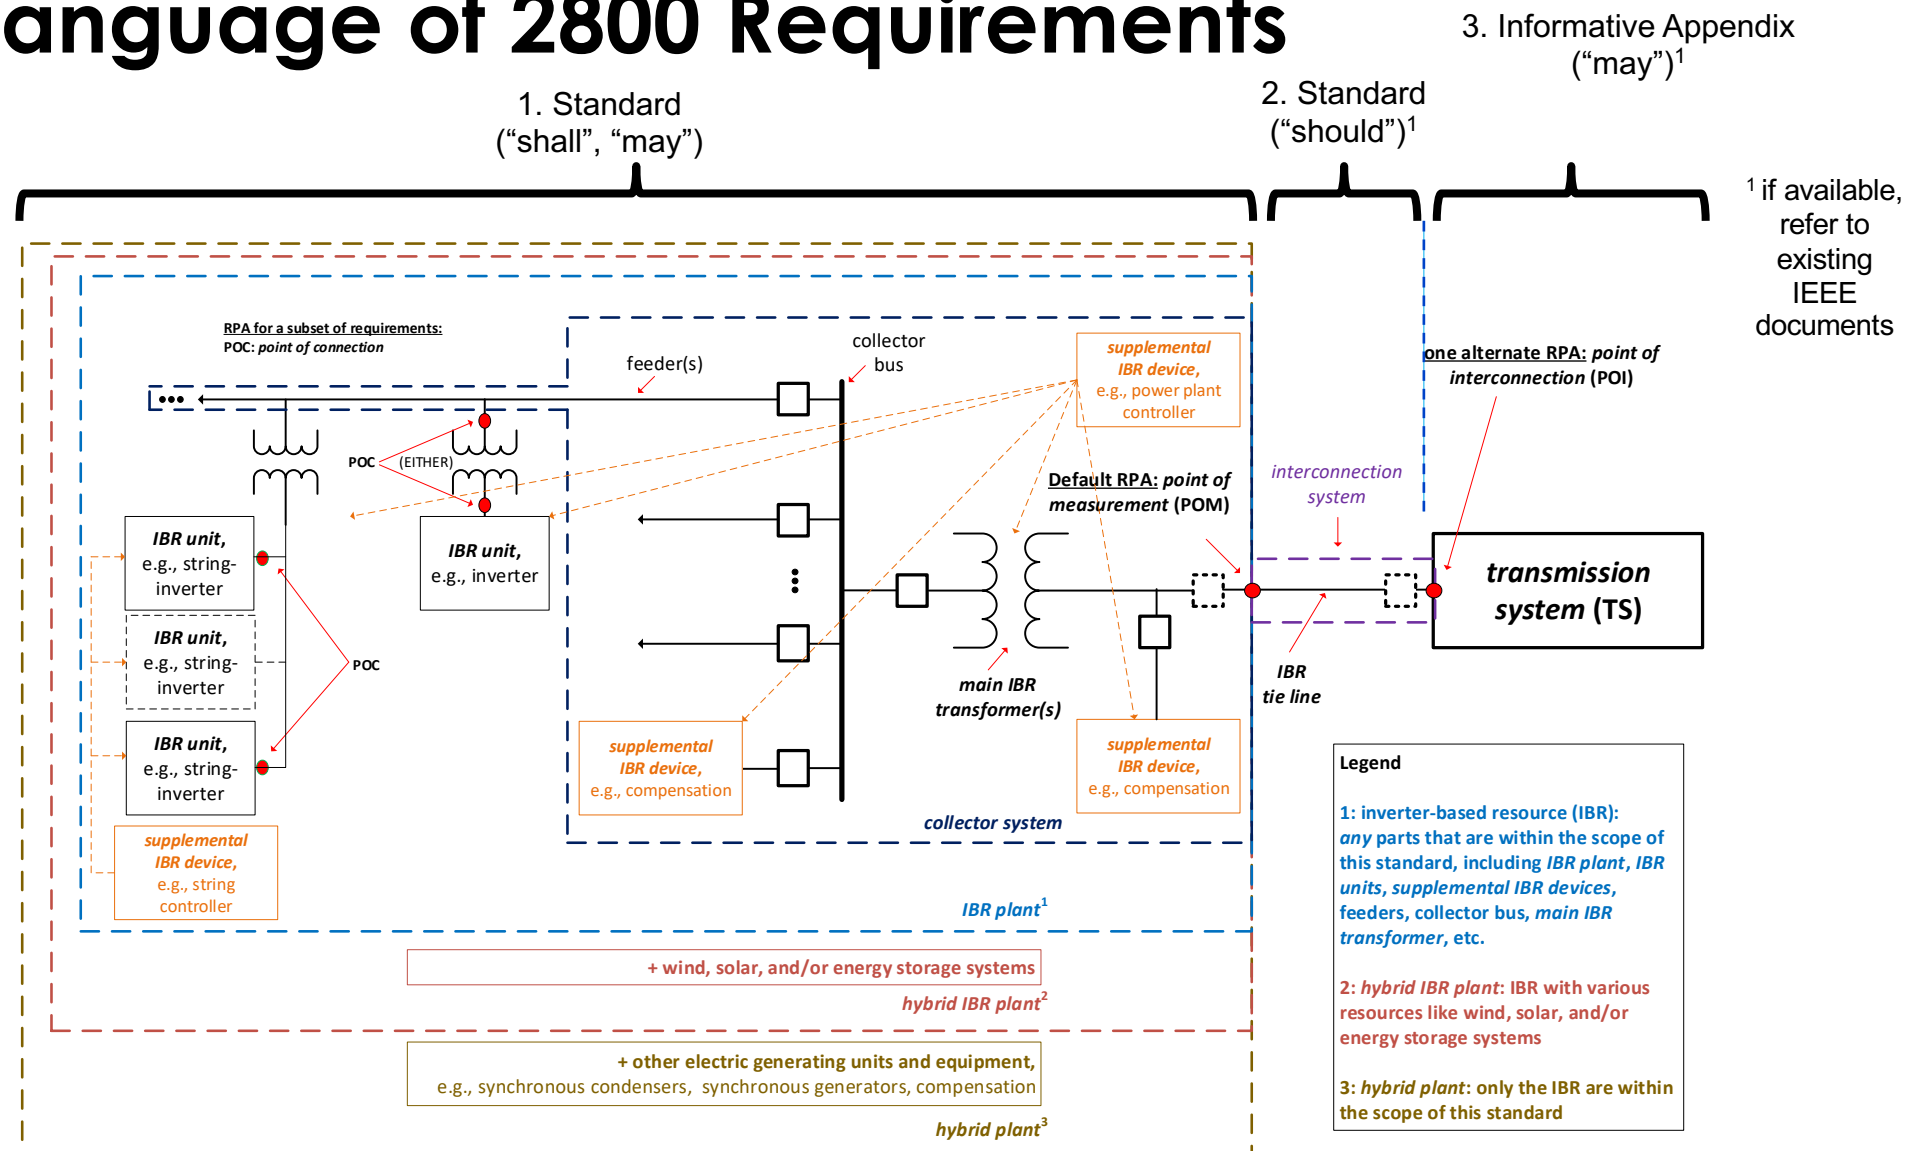 anguage of 2800 Requirements
3. Informative Appendix
(“may”)1
1. Standard
(“shall”, “may”)
2. Standard
(“should”)1
1 if available,
refer to
existing
IEEE
documents
RPA for a subset of requirements:
POC: point of connection
feeder(s)
collector
bus
supplemental
IBR device,
e.g., power plant
controller
one alternate RPA: point of
interconnection (POI)
POC
(EITHER)
Default RPA: point of
measurement (POM)
interconnection
system
IBR unit,
e.g., string-
inverter
IBR unit,
e.g., inverter
transmission
system (TS)
IBR unit,
e.g., string-
inverter
POC
IBR
tie line
main IBR
transformer(s)
IBR unit,
e.g., string-
inverter
supplemental
IBR device,
e.g., compensation
supplemental
IBR device,
e.g., compensation
collector system
supplemental
IBR device,
e.g., string
controller
IBR plant1
+ wind, solar, and/or energy storage systems
hybrid IBR plant2
+ other electric generating units and equipment,
e.g., synchronous condensers, synchronous generators, compensation
hybrid plant3
Legend
1: inverter-based resource (IBR):
any parts that are within the scope of
this standard, including IBR plant, IBR
units, supplemental IBR devices,
feeders, collector bus, main IBR
transformer, etc.
2: hybrid IBR plant: IBR with various
resources like wind, solar, and/or
energy storage systems
3: hybrid plant: only the IBR are within
the scope of this standard